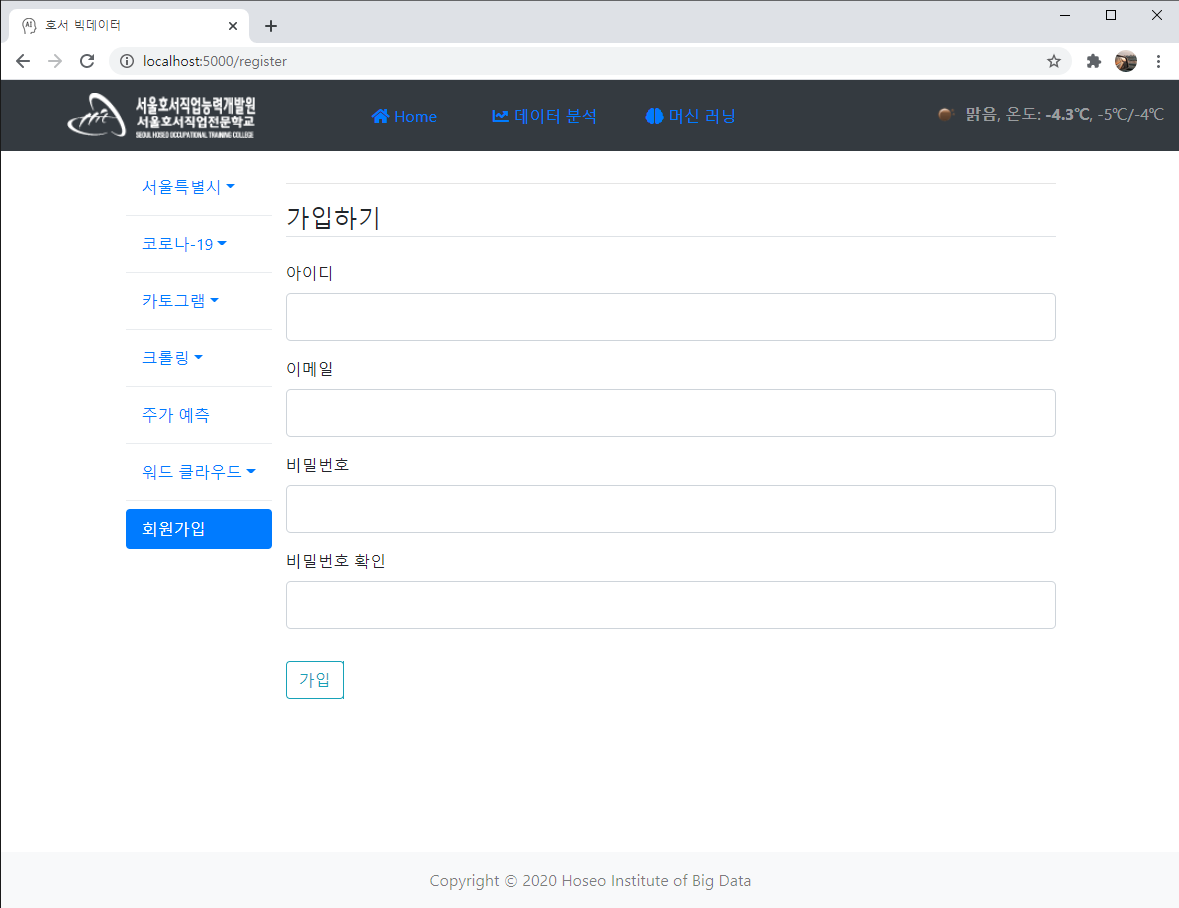 호서 빅데이터
localhost:5000/register
서울호서직업능력개발원
서울호서직업전문학교
SEOUL HOSEO OCCUPATIONAL TRAINING COLLEGE
Home
데이터 분석
머신 러닝
맑음, 온도: -4.3℃, -5℃/-4℃
서울특별시
코로나-19
카토그램
크롤링
주가 예측
워드 클라우드
회원가입
가입하기
아이디
이메일
비밀번호
비밀번호 확인
가입
Copyright © 2020 Hoseo Institute of Big Data